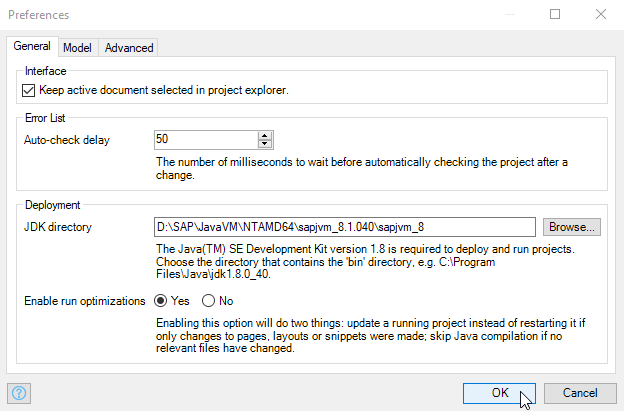 Preferences
General Model Advanced
Interface
Keep active document selected in project explorer.
Error List
Auto-check delay 50
The number of milliseconds to wait before automatically checking the project after a
change.
Deployment
JDK directory D:\SAP\JavaVM\NTAMD64\sapjvm_8.1.040\sapjvm_8 Browse...
The Java(TM) SE Development Kit version 1.8 is required to deploy and run projects.
Choose the directory that contains the 'bin' directory, e.g. C:\Program
Files\Java\jdk1.8.0_40.
Enable run optimizations Yes No
Enabling this option will do two things: update a running project instead of restarting it if
only changes to pages, layouts or snippets were made; skip Java compilation if no
relevant files have changed.
? OK Cancel